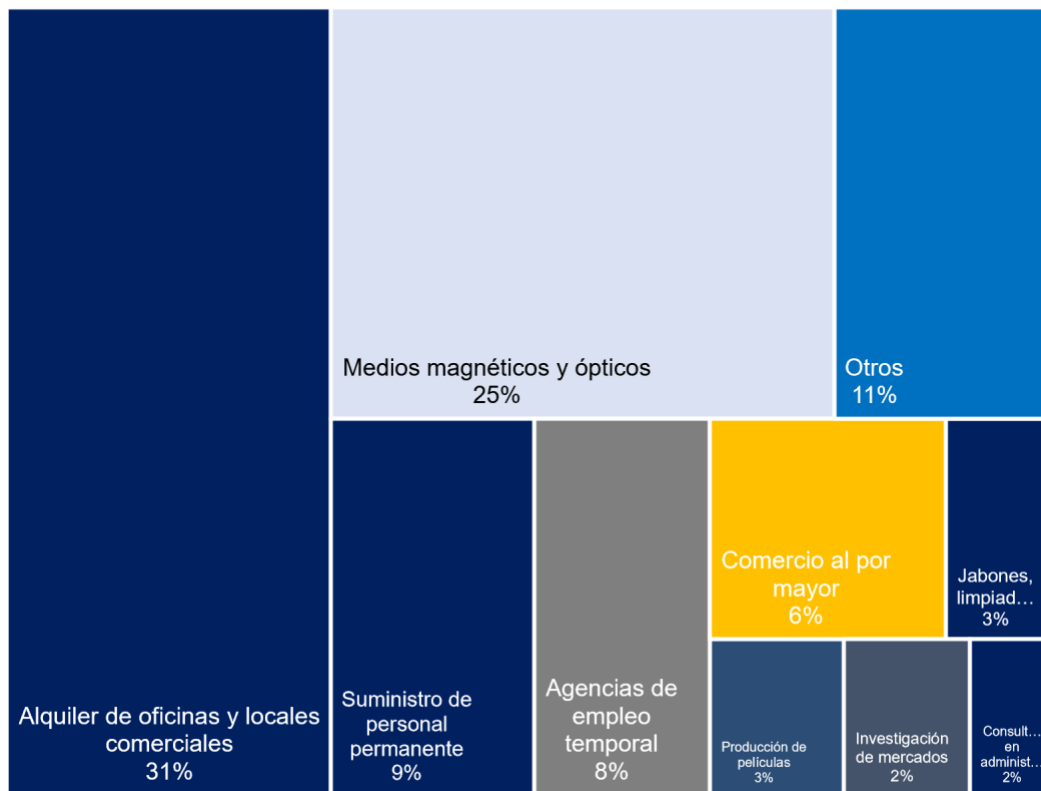 Medios magnéticos y ópticos
25%
Otros
11%
Alquiler de oficinas y locales
comerciales
31%
Suministro de
personal
permanente
9%
Agencias de
empleo
temporal
8%
Comercio al por
mayor
6%
Jabones,
limpiad…
3%
Producción de
películas
3%
Investigación
de mercados
2%
Consult…
en
administ…
2%